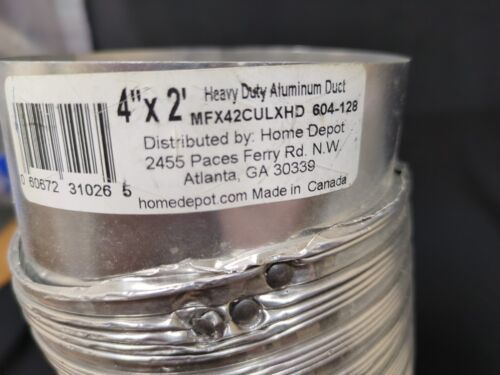 4" x 2' Heavy Duty Aluminum Duct
MFX42CULXHD 604-128
Distributed by: Home Depot
2455 Paces Ferry Rd. N.W.
Atlanta, GA 30339
homedepot.com Made in Canada
0 60672 31026 5